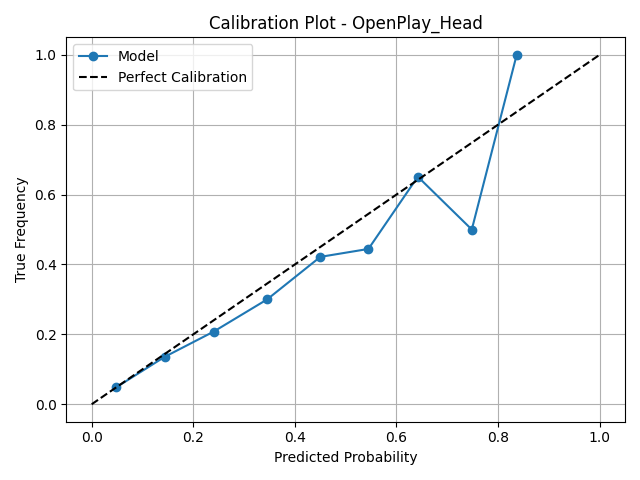 Calibration Plot - OpenPlay_Head
Model
Perfect Calibration
True Frequency
1.0
0.8
0.6
0.4
0.2
0.0
0.0 0.2 0.4 0.6 0.8 1.0
Predicted Probability